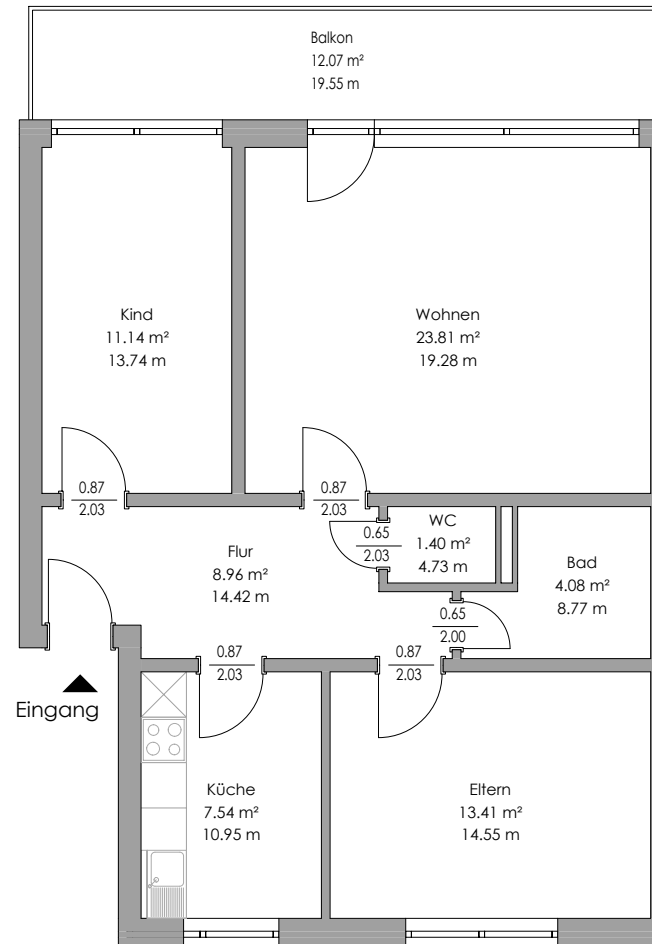 Balkon
12.07 m²
19.55 m
Kind
11.14 m²
13.74 m
Wohnen
23.81 m²
19.28 m
0.87
2.03
0.87
2.03
WC
1.40 m²
4.73 m
0.65
2.03
Flur
8.96 m²
14.42 m
Bad
4.08 m²
8.77 m
0.65
2.00
0.87
2.03
0.87
2.03
Eingang
Küche
7.54 m²
10.95 m
Eltern
13.41 m²
14.55 m